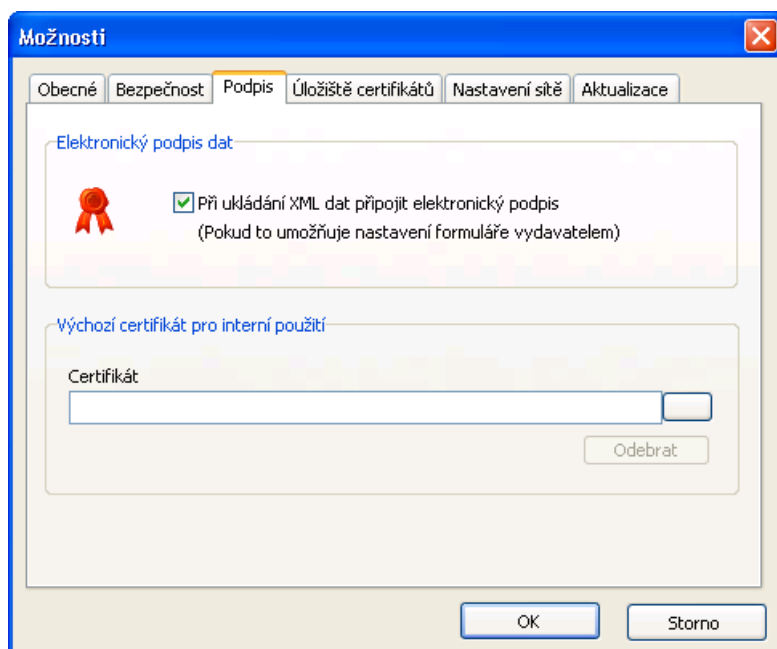 Možnosti
Obecné Bezpečnost Podpis Úložiště certifikátů Nastavení sítě Aktualizace
Elektronický podpis dat
Při ukládání XML dat připojit elektronický podpis
(Pokud to umožňuje nastavení formuláře vydavatelem)
Výchozí certifikát pro interní použití
Certifikát
Odebrat
OK Storno